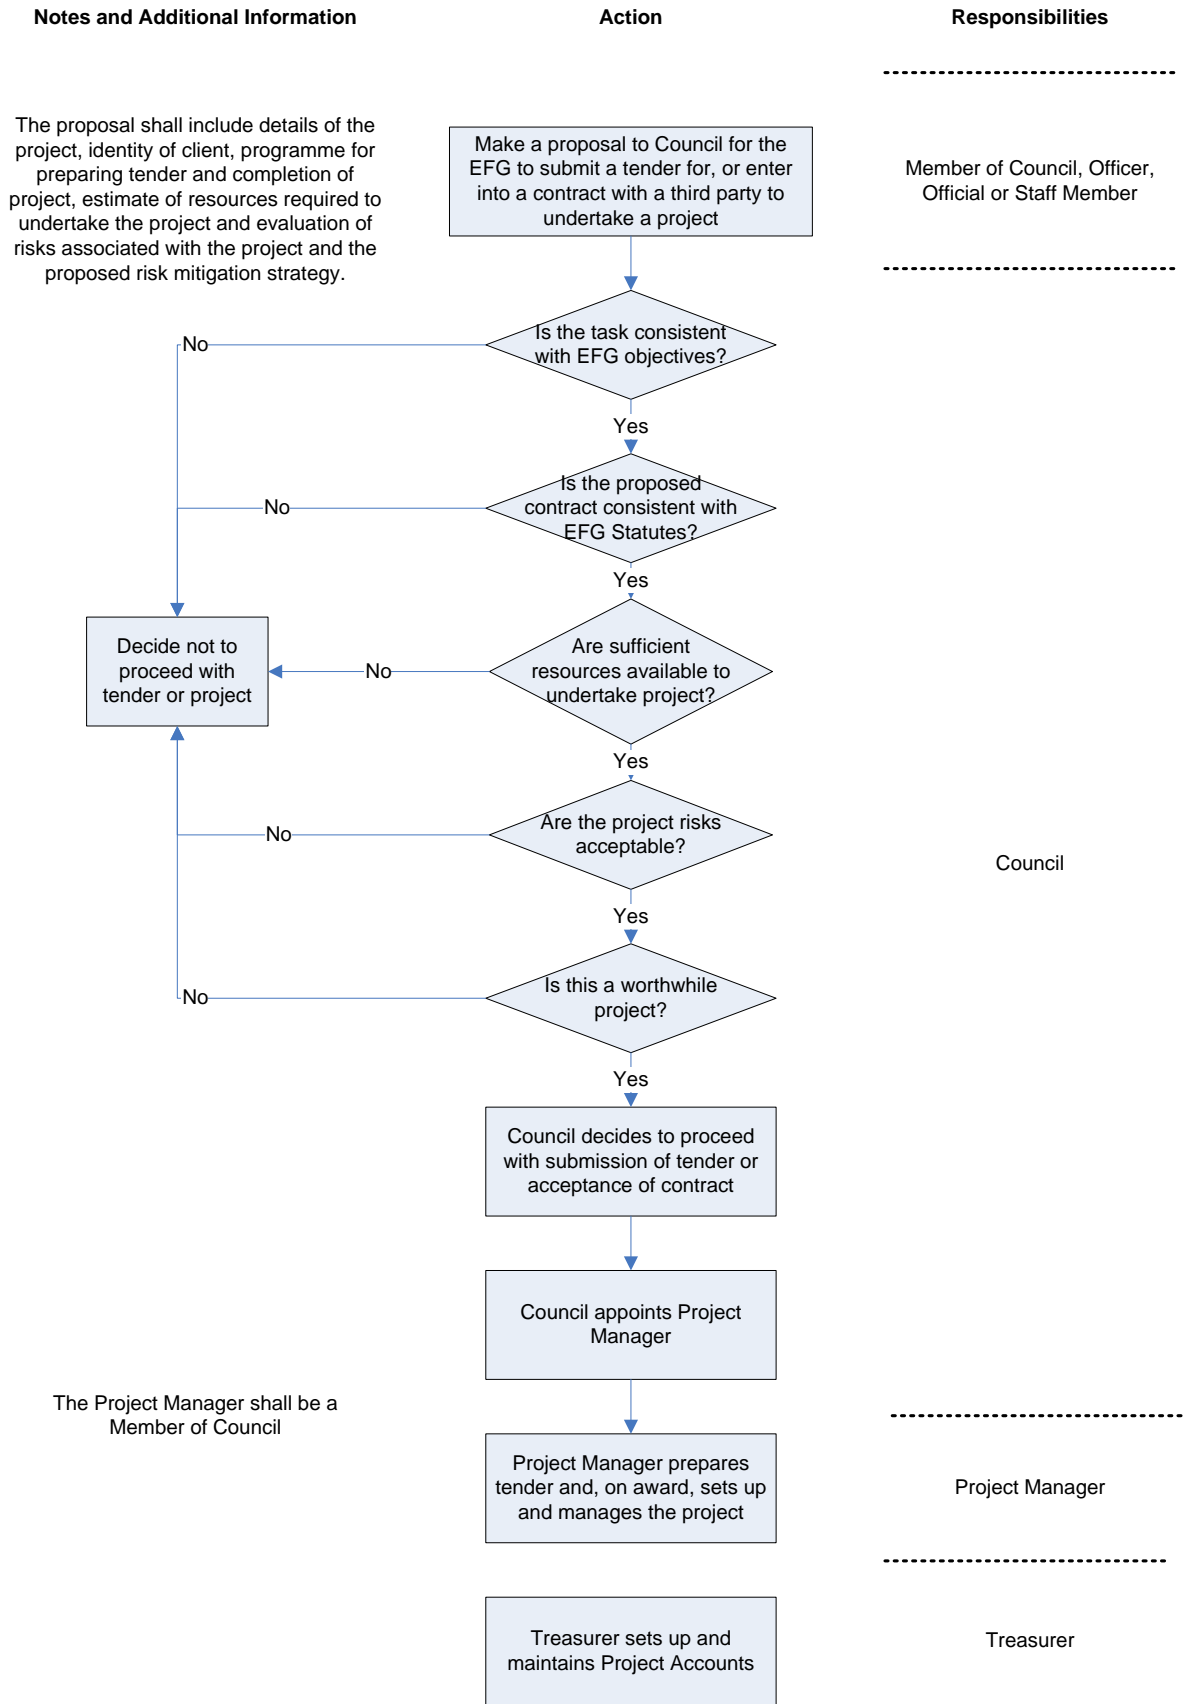 Notes and Additional Information
Action
Responsibilities
The proposal shall include details of the
project, identity of client, programme for
preparing tender and completion of
project, estimate of resources required to
undertake the project and evaluation of
risks associated with the project and the
proposed risk mitigation strategy.
Make a proposal to Council for the
EFG to submit a tender for, or enter
into a contract with a third party to
undertake a project
Member of Council, Officer,
Official or Staff Member
Is the task consistent
with EFG objectives?
No
Yes
Is the proposed
contract consistent with
EFG Statutes?
No
Yes
Are sufficient
resources available to
undertake project?
No
Decide not to
proceed with
tender or project
Yes
Are the project risks
acceptable?
No
Council
Yes
Is this a worthwhile
project?
No
Yes
Council decides to proceed
with submission of tender or
acceptance of contract
Council appoints Project
Manager
The Project Manager shall be a
Member of Council
Project Manager prepares
tender and, on award, sets up
and manages the project
Project Manager
Treasurer sets up and
maintains Project Accounts
Treasurer